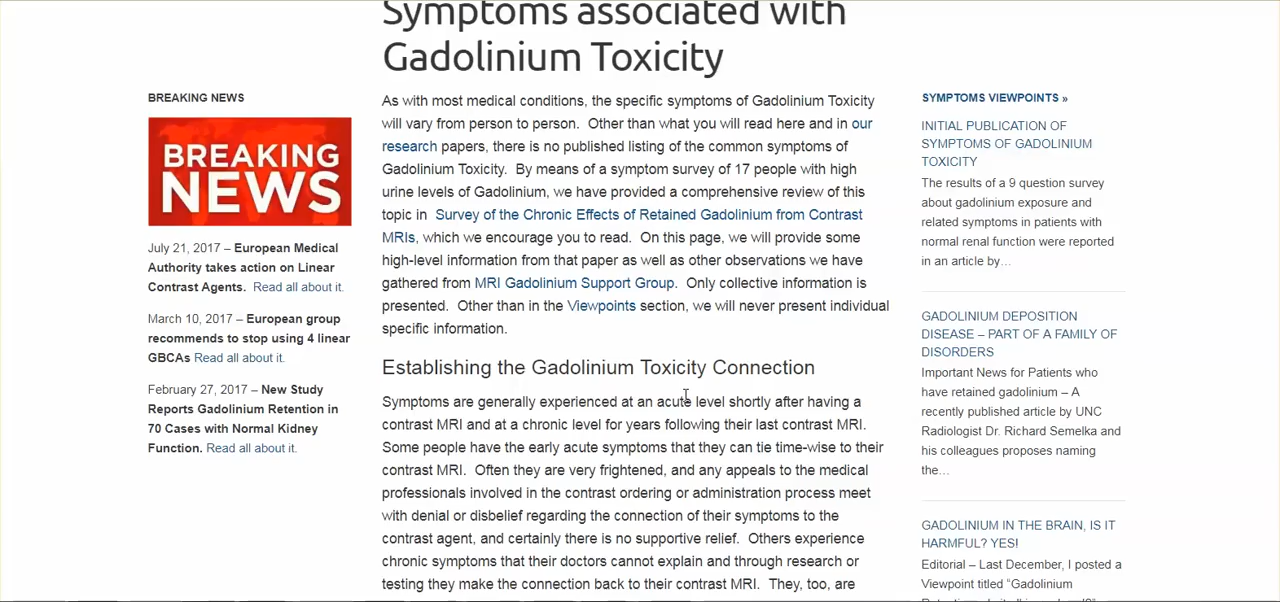 Symptoms associated with
Gadolinium Toxicity
BREAKING NEWS
BREAKING
NEWS
July 21, 2017 – European Medical
Authority takes action on Linear
Contrast Agents.  Read all about it.
March 10, 2017 – European group
recommends to stop using 4 linear
GBCAs Read all about it.
February 27, 2017 – New Study
Reports Gadolinium Retention in
70 Cases with Normal Kidney
Function. Read all about it.
As with most medical conditions, the specific symptoms of Gadolinium Toxicity
will vary from person to person.  Other than what you will read here and in our
research papers, there is no published listing of the common symptoms of
Gadolinium Toxicity.  By means of a symptom survey of 17 people with high
urine levels of Gadolinium, we have provided a comprehensive review of this
topic in  Survey of the Chronic Effects of Retained Gadolinium from Contrast
MRIs, which we encourage you to read.  On this page, we will provide some
high-level information from that paper as well as other observations we have
gathered from MRI Gadolinium Support Group.  Only collective information is
presented.  Other than in the Viewpoints section, we will never present individual
specific information.
Establishing the Gadolinium Toxicity Connection
Symptoms are generally experienced at an acute level shortly after having a
contrast MRI and at a chronic level for years following their last contrast MRI.
Some people have the early acute symptoms that they can tie time-wise to their
contrast MRI.  Often they are very frightened, and any appeals to the medical
professionals involved in the contrast ordering or administration process meet
with denial or disbelief regarding the connection of their symptoms to the
contrast agent, and certainly there is no supportive relief.  Others experience
chronic symptoms that their doctors cannot explain and through research or
testing they make the connection back to their contrast MRI.  They, too, are
SYMPTOMS VIEWPOINTS »
INITIAL PUBLICATION OF
SYMPTOMS OF GADOLINIUM
TOXICITY
The results of a 9 question survey
about gadolinium exposure and
related symptoms in patients with
normal renal function were reported
in an article by…
GADOLINIUM DEPOSITION
DISEASE – PART OF A FAMILY OF
DISORDERS
Important News for Patients who
have retained gadolinium – A
recently published article by UNC
Radiologist Dr. Richard Semelka and
his colleagues proposes naming
the…
GADOLINIUM IN THE BRAIN, IS IT
HARMFUL? YES!
Editorial – Last December, I posted a
Viewpoint titled “Gadolinium